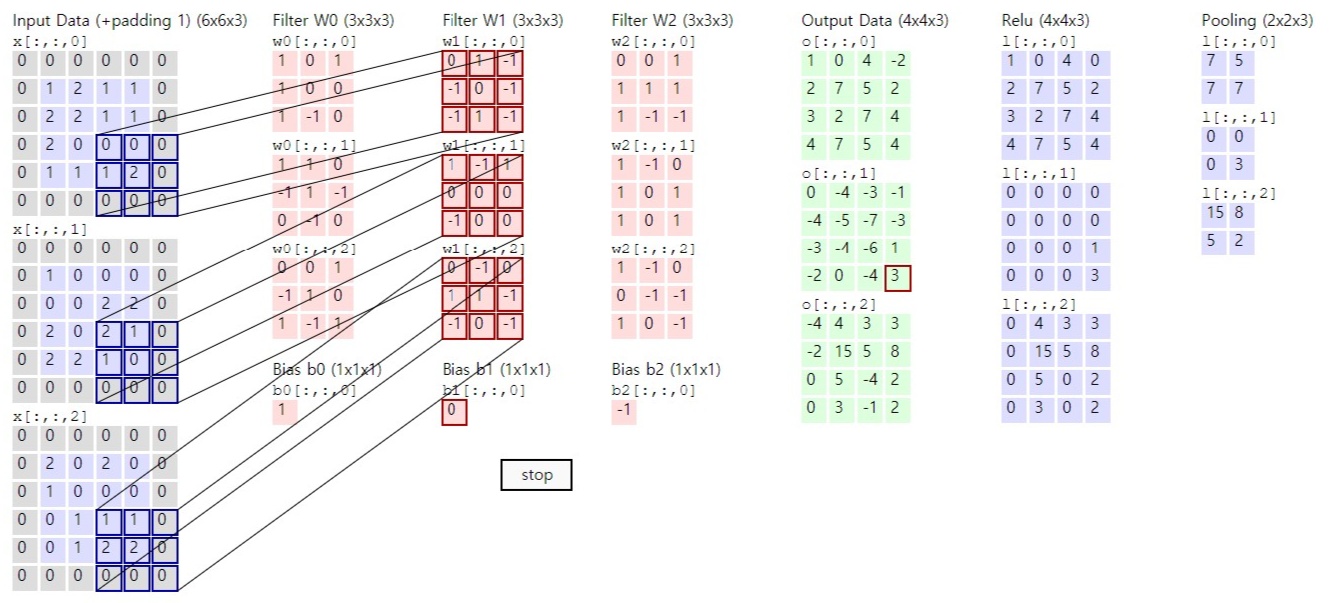 Input Data (+padding 1) (6x6x3)
x[:,:,0]
0 0 0 0 0 0
0 1 2 1 1 0
0 2 2 1 1 0
0 2 0 0 0 0
0 1 1 1 2 0
0 0 0 0 0 0
x[:,:,1]
0 0 0 0 0 0
0 1 0 0 0 0
0 0 0 2 2 0
0 2 0 2 1 0
0 2 2 1 0 0
0 0 0 0 0 0
x[:,:,2]
0 0 0 0 0 0
0 2 0 2 0 0
0 1 0 0 0 0
0 0 1 1 1 0
0 0 1 2 2 0
0 0 0 0 0 0
Filter W0 (3x3x3)
w0[:,:,0]
1 0 1
1 0 0
1 -1 0
w0[:,:,1]
1 1 0
-1 1 -1
0 -1 0
w0[:,:,2]
0 0 1
-1 1 0
1 -1 1
Bias b0 (1x1x1)
b0[:,:,0]
1
Filter W1 (3x3x3)
w1[:,:,0]
0 1 -1
-1 0 -1
-1 1 -1
w1[:,:,1]
1 -1 1
0 0 0
-1 0 0
w1[:,:,2]
0 -1 0
1 1 -1
-1 0 -1
Bias b1 (1x1x1)
b1[:,:,0]
0
stop
Filter W2 (3x3x3)
w2[:,:,0]
0 0 1
1 1 1
1 -1 -1
w2[:,:,1]
1 -1 0
1 0 1
1 0 1
w2[:,:,2]
1 -1 0
0 -1 -1
1 0 -1
Bias b2 (1x1x1)
b2[:,:,0]
-1
Output Data (4x4x3)
o[:,:,0]
1 0 4 -2
2 7 5 2
3 2 7 4
4 7 5 4
o[:,:,1]
0 -4 -3 -1
-4 -5 -7 -3
-3 -4 -6 1
-2 0 -4 3
o[:,:,2]
-4 4 3 3
-2 15 5 8
0 5 -4 2
0 3 -1 2
Relu (4x4x3)
l[:,:,0]
1 0 4 0
2 7 5 2
3 2 7 4
4 7 5 4
l[:,:,1]
0 0 0 0
0 0 0 0
0 0 0 1
0 0 0 3
l[:,:,2]
0 4 3 3
0 15 5 8
0 5 0 2
0 3 0 2
Pooling (2x2x3)
l[:,:,0]
7 5
7 7
l[:,:,1]
0 0
0 3
l[:,:,2]
15 8
5 2